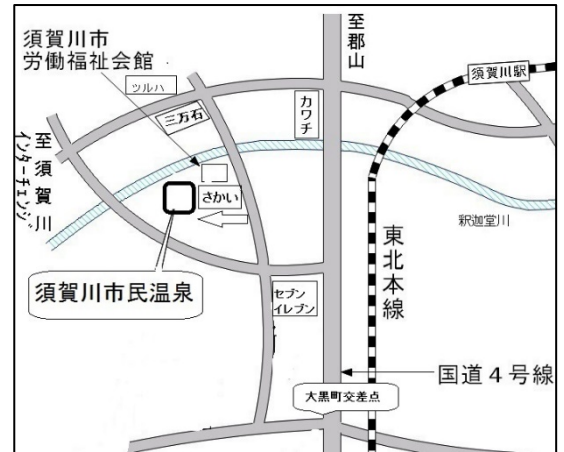 須賀川市
労働福祉会館
ツルハ
三万石
カワチ
至郡山
須賀川駅
至須賀川
インターチェンジ
さかい
釈迦堂川
須賀川市民温泉
セブン
イレブン
東北本線
国道４号線
大黒町交差点